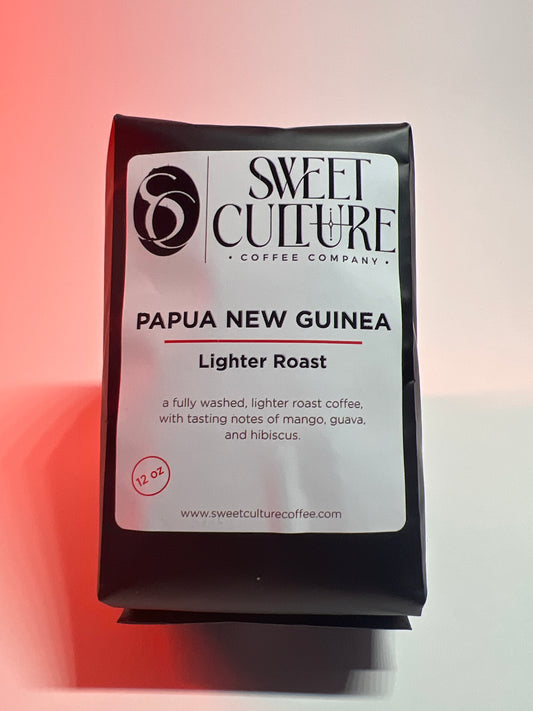 SWEET
CULTURE
• COFFEE COMPANY •
PAPUA NEW GUINEA
Lighter Roast
a fully washed, lighter roast coffee,
with tasting notes of mango, guava,
and hibiscus.
12 OZ
www.sweetculturecoffee.com